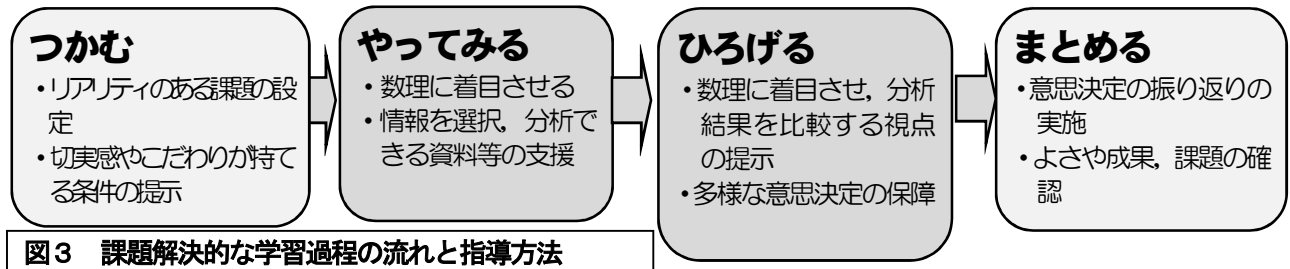 つかむ
・リアリティのある課題の設
定
・切実感やこだわりが持て
る条件の提示
やってみる
・数理に着目させる
・情報を選択，分析で
きる資料等の支援
ひろげる
・数理に着目させ，分析
結果を比較する視点
の提示
・多様な意思決定の保障
まとめる
・意思決定の振り返りの
実施
・よさや成果，課題の確
認
図３　課題解決的な学習過程の流れと指導方法